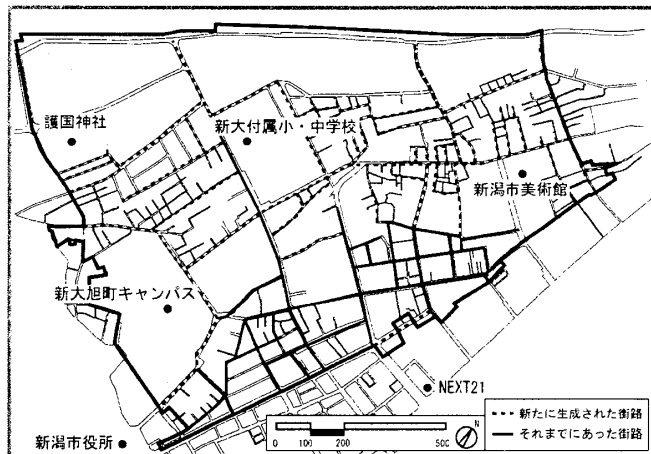 護国神社
新大付属小・中学校
新潟市美術館
新大旭町キャンパス
NEXT21
新潟市役所
0 100 200 500
N
新たに生成された街路
それまでにあった街路